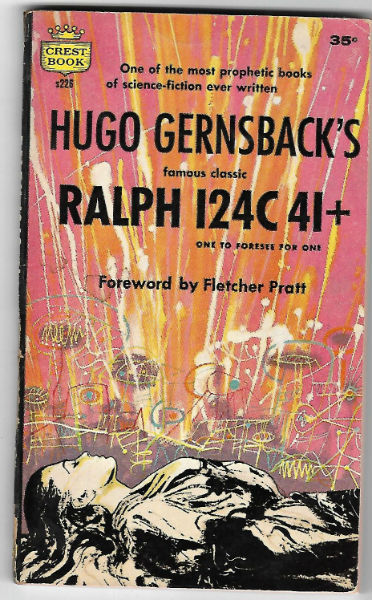 CREST
BOOK
s226
35¢
One of the most prophetic books
of science-fiction ever written
HUGO GERNSBACK'S
famous classic
RALPH 124C 41+
ONE TO FORESEE FOR ONE
Foreword by Fletcher Pratt